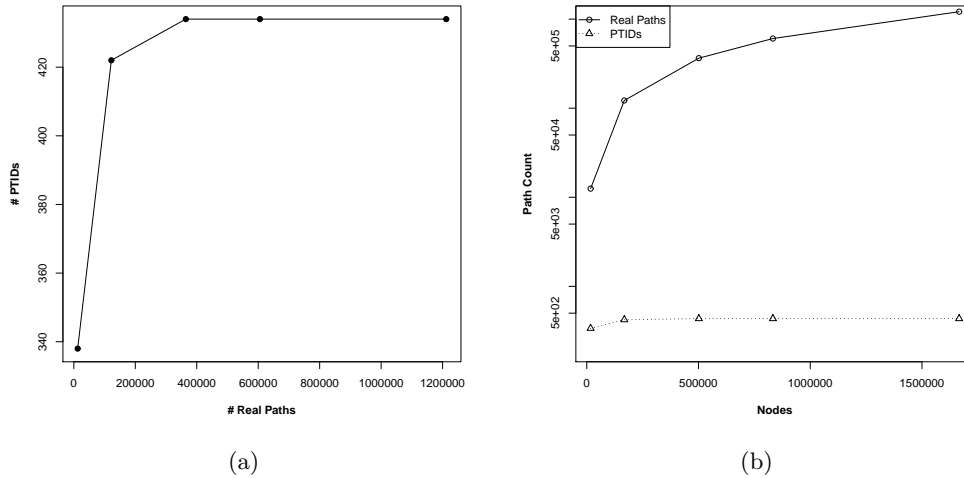 420
400
380
360
340
# PTIDs
0 200000 400000 600000 800000 1000000 1200000
# Real Paths
(a)
Real Paths
PTIDs
5e+05
5e+04
5e+03
5e+02
Path Count
0 500000 1000000 1500000
Nodes
(b)